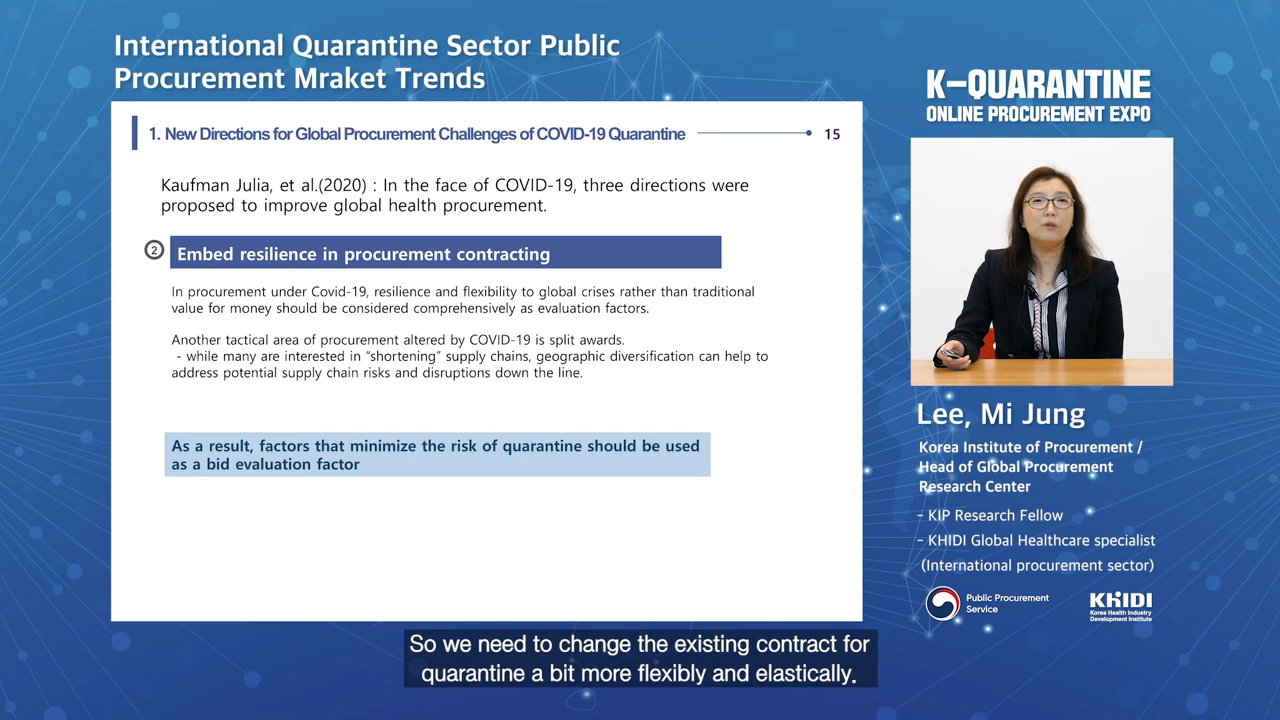 International Quarantine Sector Public
Procurement Mraket Trends
K-QUARANTINE
ONLINE PROCUREMENT EXPO
1. New Directions for Global Procurement Challenges of COVID-19 Quarantine
15
Kaufman Julia, et al.(2020) : In the face of COVID-19, three directions were
proposed to improve global health procurement.
2
Embed resilience in procurement contracting
In procurement under Covid-19, resilience and flexibility to global crises rather than traditional
value for money should be considered comprehensively as evaluation factors.
Another tactical area of procurement altered by COVID-19 is split awards.
- while many are interested in “shortening” supply chains, geographic diversification can help to
address potential supply chain risks and disruptions down the line.
As a result, factors that minimize the risk of quarantine should be used
as a bid evaluation factor
Lee, Mi Jung
Korea Institute of Procurement /
Head of Global Procurement
Research Center
- KIP Research Fellow
- KHIDI Global Healthcare specialist
(International procurement sector)
Public Procurement
Service
KHIDI
Korea Health Industry
Development Institute
So we need to change the existing contract for
quarantine a bit more flexibly and elastically.